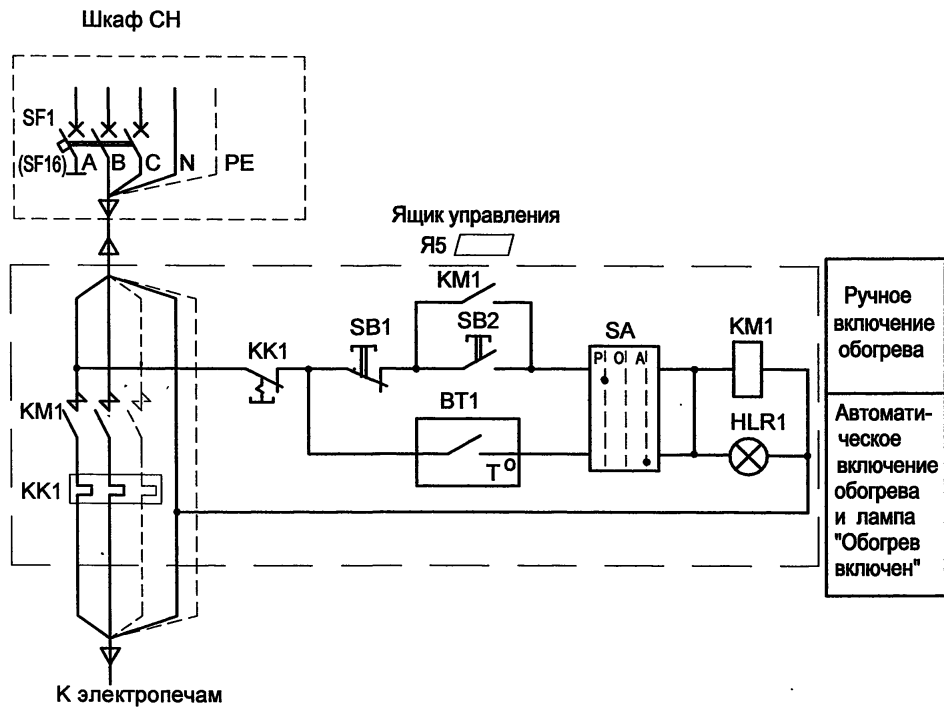 Шкаф СН
SF1
(SF16)
A B C N PE
Ящик управления
Я5
KM1
SB1
SB2
SA
KM1
KK1
P O A
BT1
HLR1
T°
KM1
KK1
Ручное
включение
обогрева
Автомати-
ческое
включение
обогрева
и лампа
"Обогрев
включен"
К электропечам